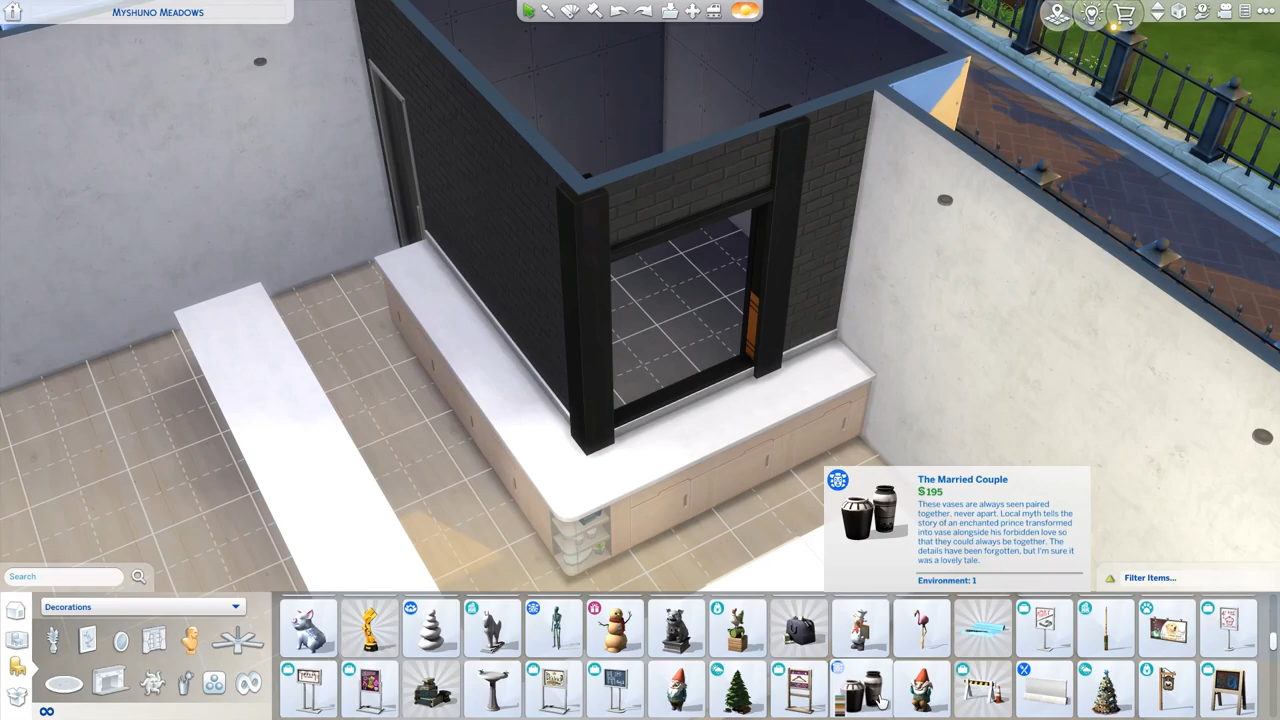 Myshuno Meadows
The Married Couple
§195
These vases are always seen paired
together, never apart. Local myth tells the
story of an enchanted prince transformed
into vase alongside his forbidden love so
that they could always be together. The
details have been forgotten, but I'm sure it
was a lovely tale.
Environment: 1
Search
Filter Items...
Decorations